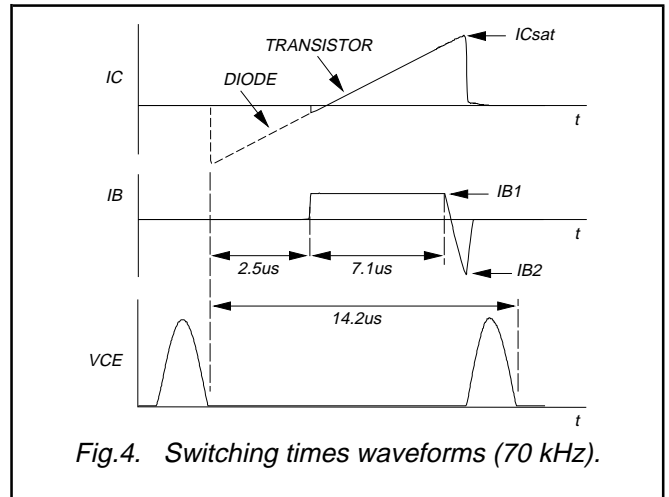 ICsat
TRANSISTOR
IC
DIODE
t
IB
IB1
t
2.5us
7.1us
IB2
14.2us
VCE
t
Fig.4. Switching times waveforms (70 kHz).